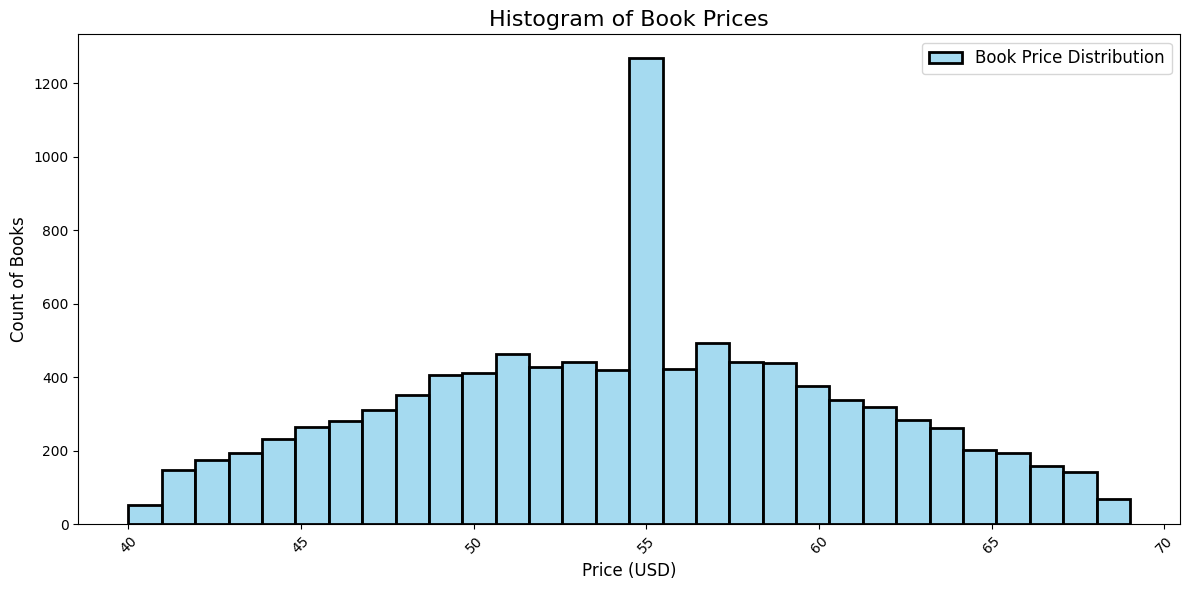 Histogram of Book Prices
Book Price Distribution
1200
1000
800
600
400
200
0
Count of Books
40 45 50 55 60 65 70
Price (USD)